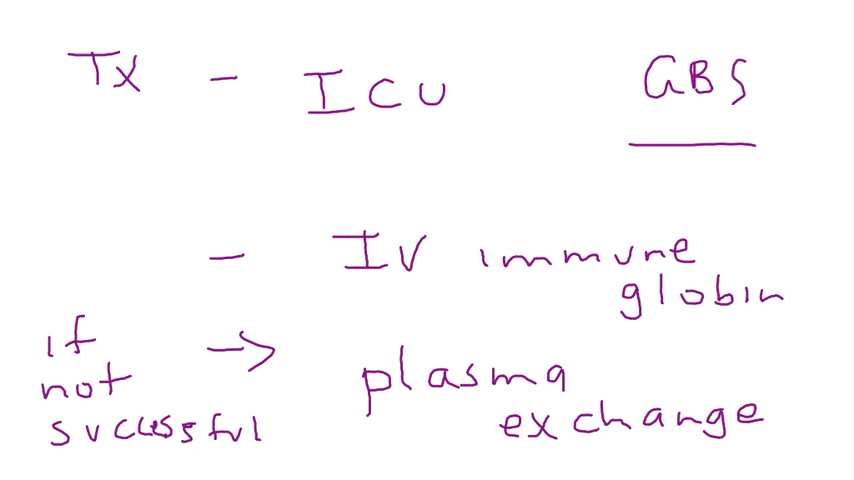 Tx - ICU GBS
- IV immune
globin
if
not → plasma
successful exchange